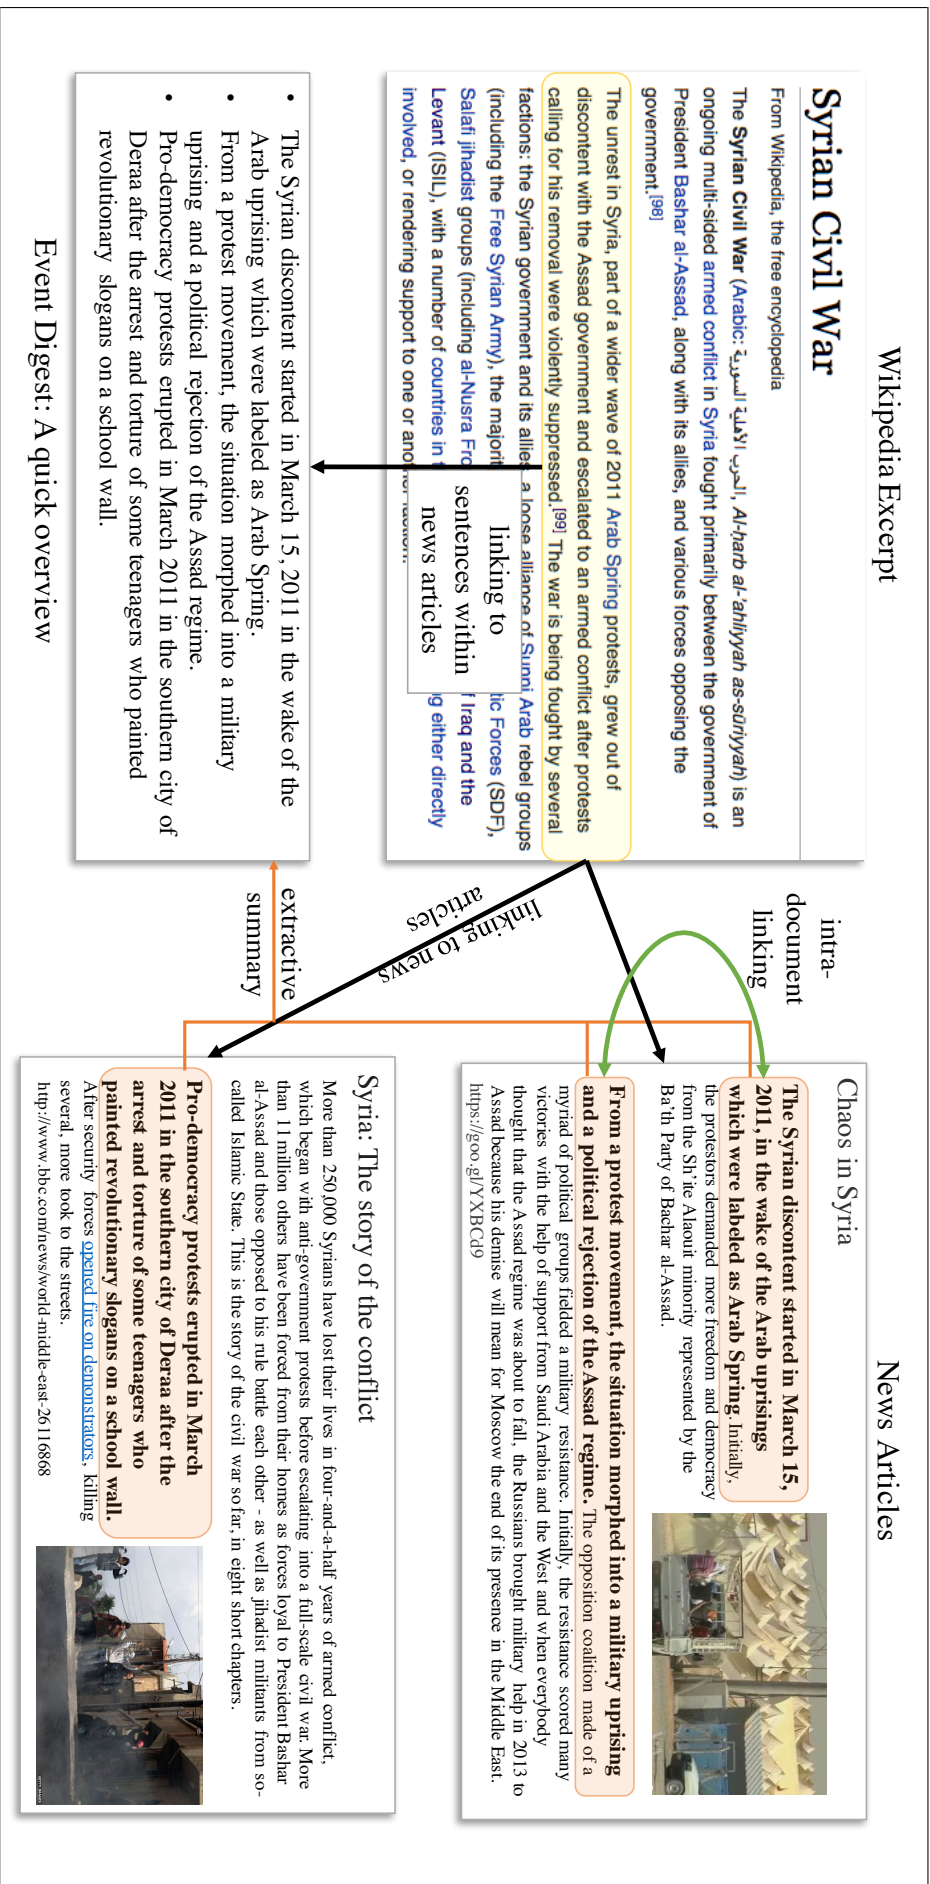 Wikipedia Excerpt
Syrian Civil War
From Wikipedia, the free encyclopedia
The Syrian Civil War (Arabic: الحرب الأهلية السورية, Al-ḥarb al-'ahliyyah as-sūriyyah) is an
ongoing multi-sided armed conflict in Syria fought primarily between the government of
President Bashar al-Assad, along with its allies, and various forces opposing the
government.[98]
The unrest in Syria, part of a wider wave of 2011 Arab Spring protests, grew out of
discontent with the Assad government and escalated to an armed conflict after protests
calling for his removal were violently suppressed.[99] The war is being fought by several
factions: the Syrian government and its allies, a loose alliance of Sunni Arab rebel groups
(including the Free Syrian Army), the majorit tic Forces (SDF),
Salafi jihadist groups (including al-Nusra Fro f Iraq and the
Levant (ISIL), with a number of countries in t g either directly
involved, or rendering support to one or another faction.
linking to
sentences within
news articles
The Syrian discontent started in March 15, 2011 in the wake of the
Arab uprising which were labeled as Arab Spring.
From a protest movement, the situation morphed into a military
uprising and a political rejection of the Assad regime.
Pro-democracy protests erupted in March 2011 in the southern city of
Deraa after the arrest and torture of some teenagers who painted
revolutionary slogans on a school wall.
Event Digest: A quick overview
intra-
document
linking
linking to news
articles
extractive
summary
News Articles
Chaos in Syria
The Syrian discontent started in March 15,
2011, in the wake of the Arab uprisings
which were labeled as Arab Spring. Initially,
the protestors demanded more freedom and democracy
from the Sh'ite Alaouit minority represented by the
Ba'th Party of Bachar al-Assad.
From a protest movement, the situation morphed into a military uprising
and a political rejection of the Assad regime. The opposition coalition made of a
myriad of political groups fielded a military resistance. Initially, the resistance scored many
victories with the help of support from Saudi Arabia and the West and when everybody
thought that the Assad regime was about to fall, the Russians brought military help in 2013 to
Assad because his demise will mean for Moscow the end of its presence in the Middle East.
https://goo.gl/YXBCd9
Syria: The story of the conflict
More than 250,000 Syrians have lost their lives in four-and-a-half years of armed conflict,
which began with anti-government protests before escalating into a full-scale civil war. More
than 11 million others have been forced from their homes as forces loyal to President Bashar
al-Assad and those opposed to his rule battle each other - as well as jihadist militants from so-
called Islamic State. This is the story of the civil war so far, in eight short chapters.
Pro-democracy protests erupted in March
2011 in the southern city of Deraa after the
arrest and torture of some teenagers who
painted revolutionary slogans on a school wall.
After security forces opened fire on demonstrators, killing
several, more took to the streets.
http://www.bbc.com/news/world-middle-east-26116868